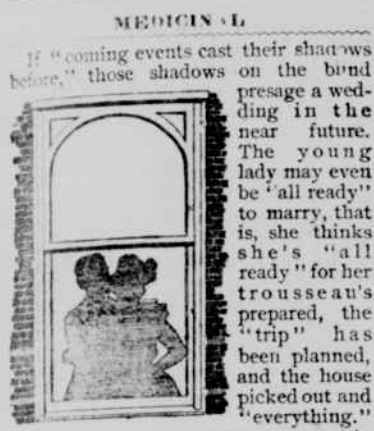 MEDICINAL
If "coming events cast their shadows
before," those shadows on the blind
presage a wed-
ding in the
near future.
The young
lady may even
be "all ready"
to marry, that
is, she thinks
she's "all
ready" for her
trousseau's
prepared, the
"trip" has
been planned,
and the house
picked out and
"everything."